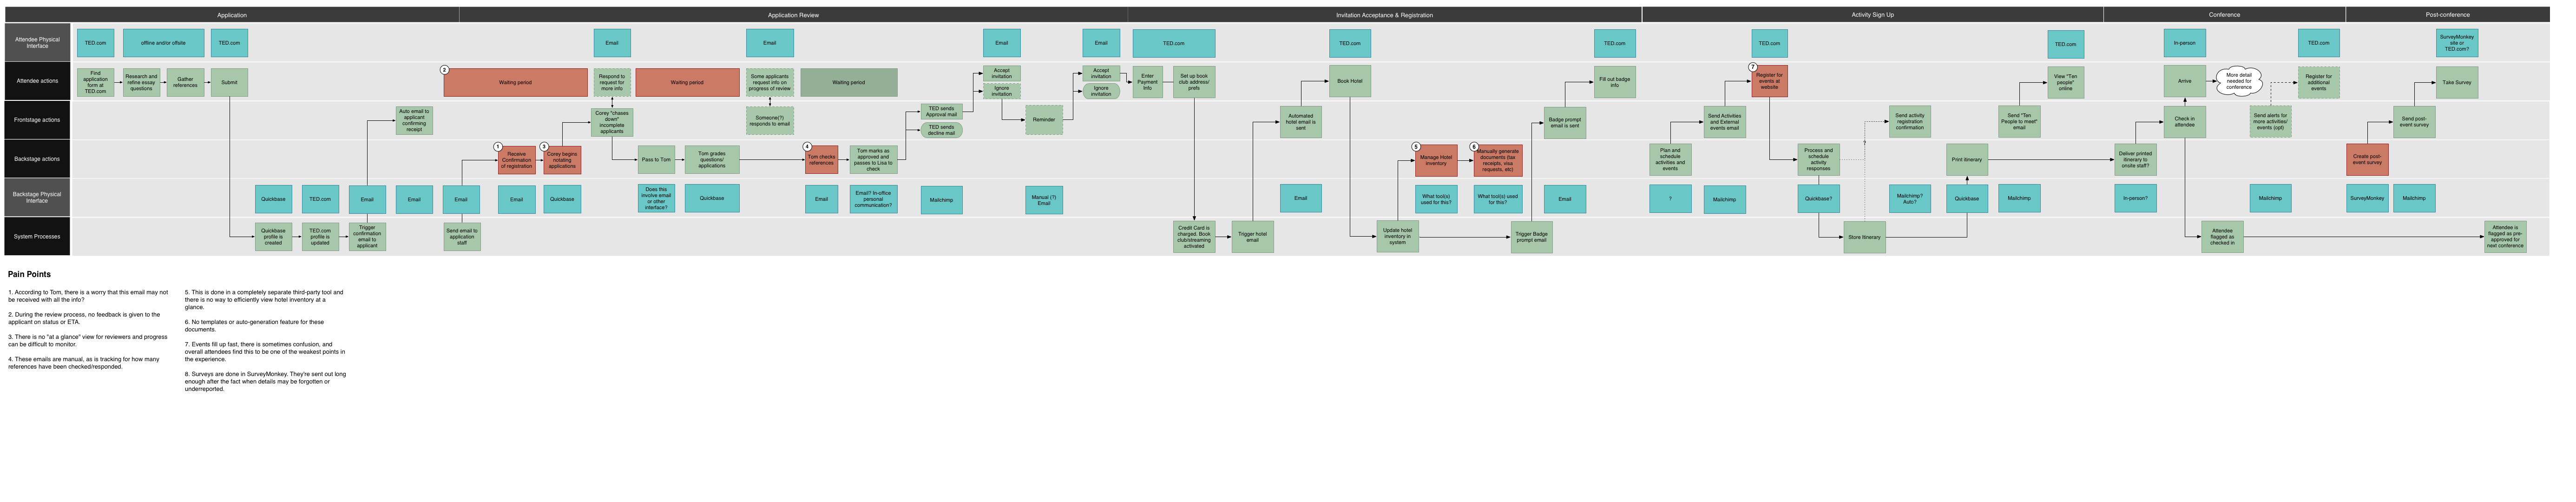 Application
Application Review
Invitation Acceptance & Registration
Activity Sign Up
Conference
Post-conference
Attendee Physical
Interface
TED.com
offline and/or offsite
TED.com
Email
Email
Email
Email
TED.com
TED.com
TED.com
TED.com
TED.com
In-person
TED.com
SurveyMonkey
site or
TED.com?
Attendee actions
Find
application
form at
TED.com
Research and
refine essay
questions
Gather
references
Submit
2
Waiting period
Respond to
request for
more info
Waiting period
Some applicants
request info on
progress of review
Waiting period
Accept
invitation
Ignore
invitation
Accept
invitation
Ignore
invitation
Enter
Payment
Info
Set up book
club address/
prefs
Book Hotel
Fill out badge
info
7
Register for
events at
website
View "Ten
people"
online
Arrive
More detail
needed for
conference
Register for
additional
events
Take Survey
Frontstage actions
Auto email to
applicant
confirming
receipt
Corey "chases
down"
incomplete
applicants
Someone(?)
responds to email
TED sends
Approval mail
TED sends
decline mail
Reminder
Automated
hotel email is
sent
Badge prompt
email is sent
Send Activities
and External
events email
Send activity
registration
confirmation
Send "Ten
People to meet"
email
Check in
attendee
Send alerts for
more activities/
events (opt)
Send post-
event survey
Backstage actions
1
Receive
Confirmation
of registration
3
Corey begins
notating
applications
Pass to Tom
Tom grades
questions/
applications
4
Tom checks
references
Tom marks as
approved and
passes to Lisa to
check
5
Manage Hotel
inventory
6
Manually generate
documents (tax
receipts, visa
requests, etc)
Plan and
schedule
activities and
events
Process and
schedule
activity
responses
?
Print itinerary
Deliver printed
itinerary to
onsite staff?
Create post-
event survey
Backstage Physical
Interface
Quickbase
TED.com
Email
Email
Email
Email
Quickbase
Does this
involve email
or other
interface?
Quickbase
Email
Email? In-office
personal
communication?
Mailchimp
Manual (?)
Email
Email
What tool(s)
used for this?
What tool(s) used
for this?
Email
?
Mailchimp
Quickbase?
Mailchimp?
Auto?
Quickbase
Mailchimp
In-person?
Mailchimp
SurveyMonkey
Mailchimp
System Processes
Quickbase
profile is
created
TED.com
profile is
updated
Trigger
confirmation
email to
applicant
Send email to
application
staff
Credit Card is
charged. Book
club/streaming
activated
Trigger hotel
email
Update hotel
inventory in
system
Trigger Badge
prompt email
Store Itinerary
Attendee
flagged as
checked in
Attendee is
flagged as pre-
approved for
next conference
Pain Points
1. According to Tom, there is a worry that this email may not
be received with all the info?
2. During the review process, no feedback is given to the
applicant on status or ETA.
3. There is no "at a glance" view for reviewers and progress
can be difficult to monitor.
4. These emails are manual, as is tracking for how many
references have been checked/responded.
5. This is done in a completely separate third-party tool and
there is no way to efficiently view hotel inventory at a
glance.
6. No templates or auto-generation feature for these
documents.
7. Events fill up fast, there is sometimes confusion, and
overall attendees find this to be one of the weakest points in
the experience.
8. Surveys are done in SurveyMonkey. They're sent out long
enough after the fact when details may be forgotten or
underreported.